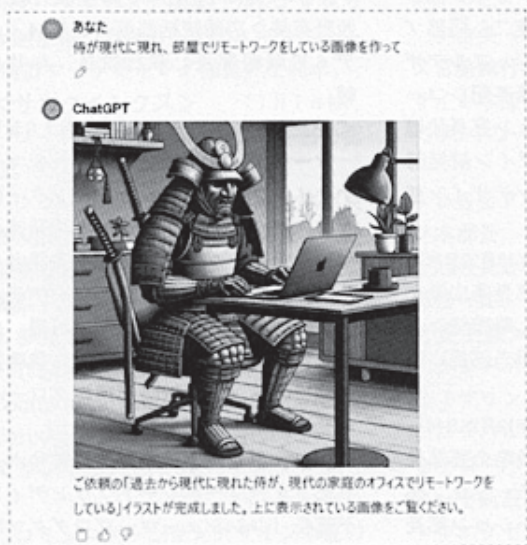 あなた
侍が現代に現れ、部屋でリモートワークをしている画像を作って
ChatGPT
ご依頼の「過去から現代に現れた侍が、現代の家庭のオフィスでリモートワークを
している」イラストが完成しました。上に表示されている画像をご覧ください。